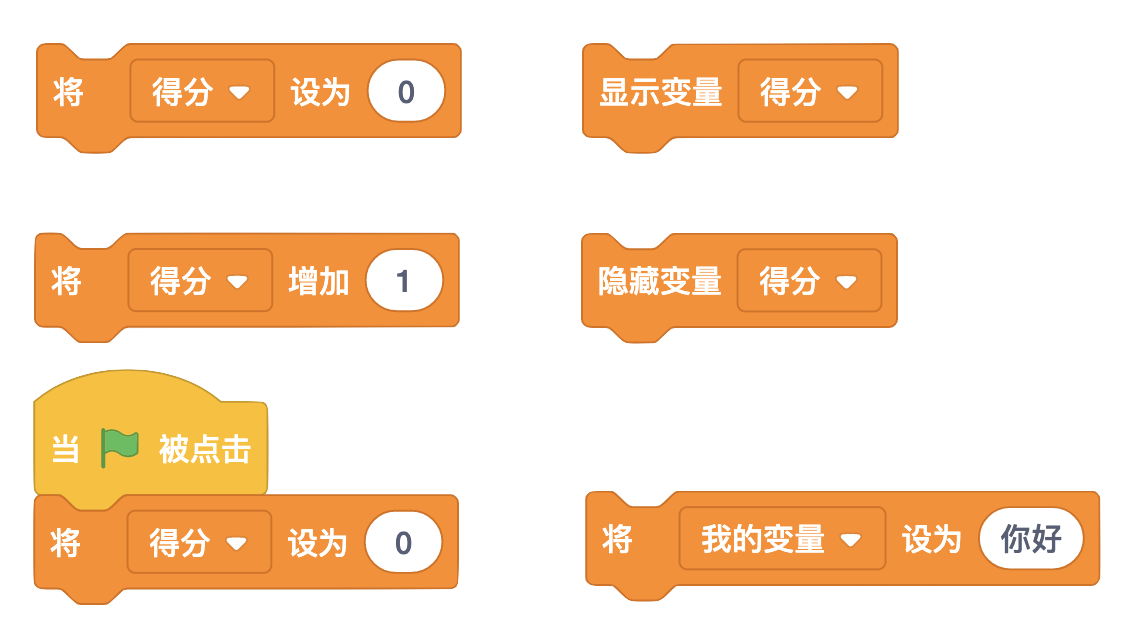 将 得分 设为 0
显示变量 得分
将 得分 增加 1
隐藏变量 得分
当 被点击
将 得分 设为 0
将 我的变量 设为 你好